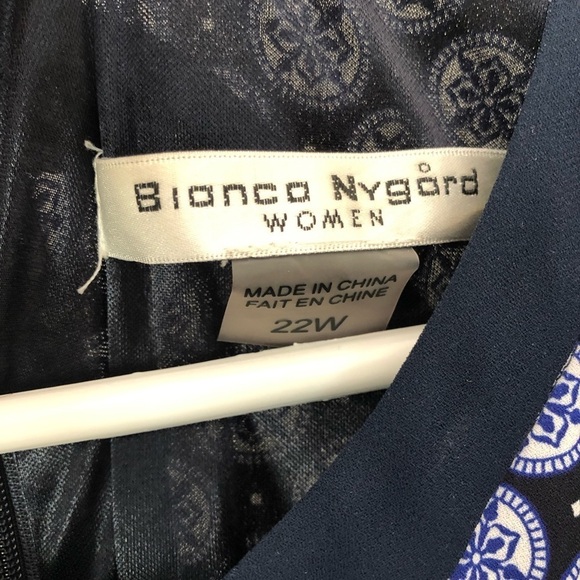 Bianca Nygård
WOMEN
MADE IN CHINA
FAIT EN CHINE
22W